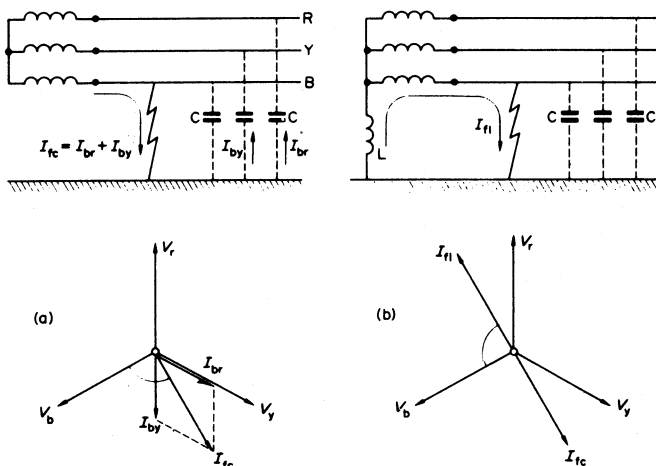 R
Y
C
B
C
I_fc = I_br + I_by
I_by
I_br
C
C
I_fl
L
V_r
(a)
I_br
V_b
V_y
I_by
I_fc
V_r
I_fl
(b)
V_b
V_y
I_fc